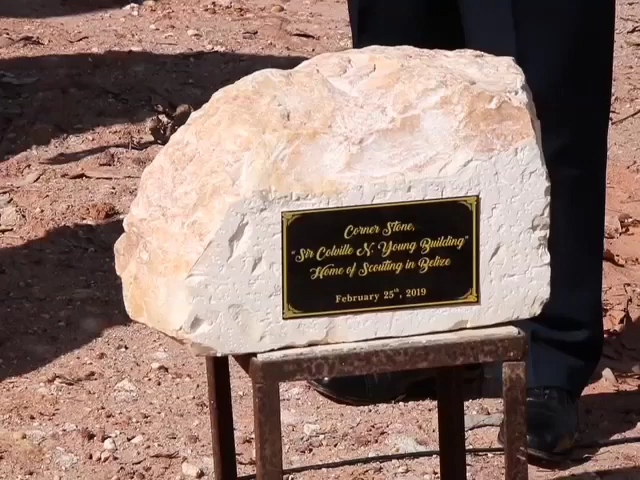 Corner Stone,
"Sir Colville N. Young Building"
Home of Scouting in Belize
February 25th, 2019